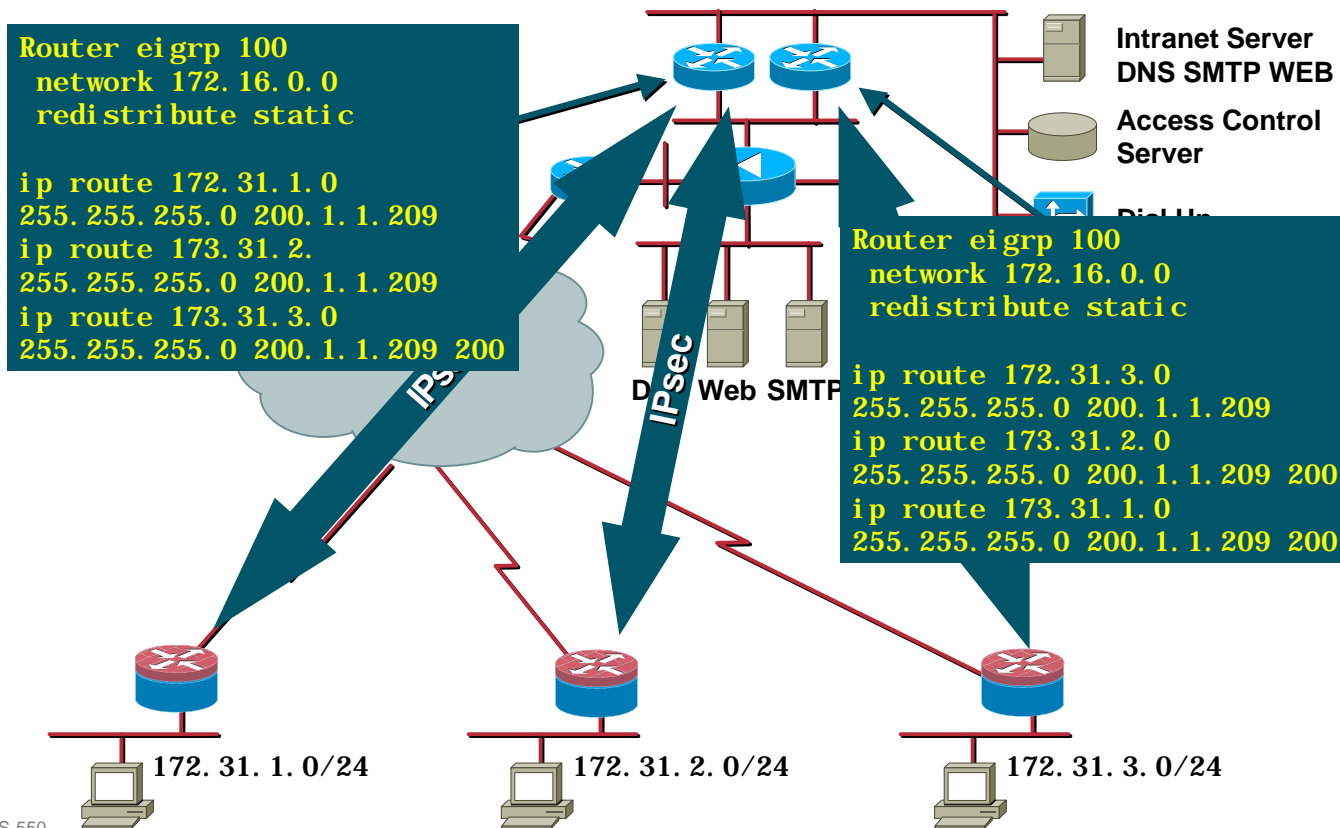 Router eigrp 100
network 172.16.0.0
redistribute static
ip route 172.31.1.0
255.255.255.0 200.1.1.209
ip route 173.31.2.
255.255.255.0 200.1.1.209
ip route 173.31.3.0
255.255.255.0 200.1.1.209 200
Intranet Server
DNS SMTP WEB
Access Control
Server
Router eigrp 100
network 172.16.0.0
redistribute static
ip route 172.31.3.0
255.255.255.0 200.1.1.209
ip route 173.31.2.0
255.255.255.0 200.1.1.209 200
ip route 173.31.1.0
255.255.255.0 200.1.1.209 200
IPsec
Web SMTP
172.31.1.0/24
172.31.2.0/24
172.31.3.0/24